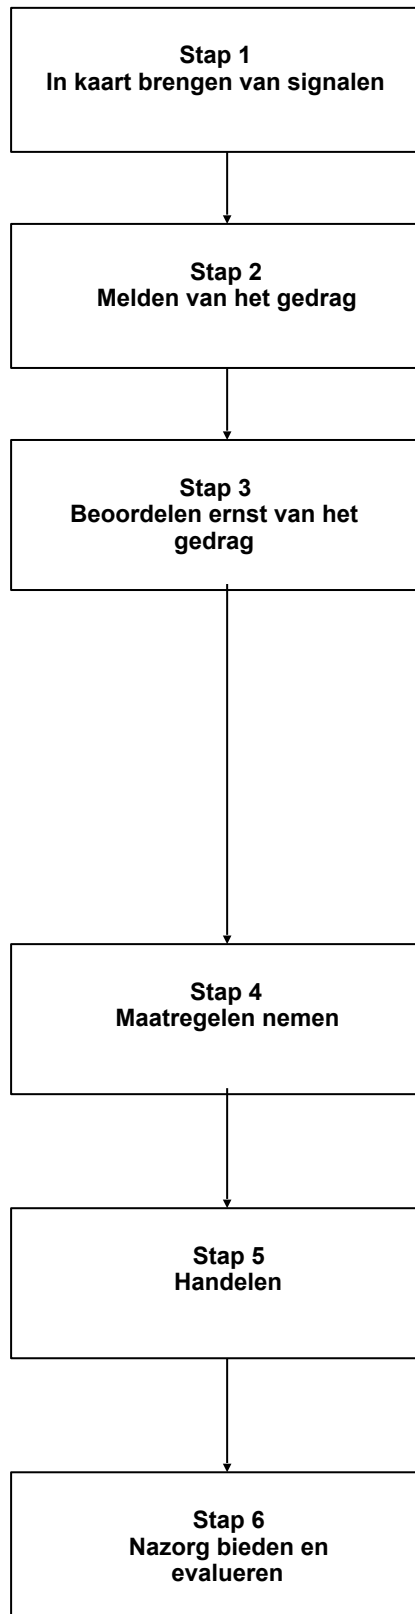 Stap 1
In kaart brengen van signalen
Stap 2
Melden van het gedrag
Stap 3
Beoordelen ernst van het
gedrag
Stap 4
Maatregelen nemen
Stap 5
Handelen
Stap 6
Nazorg bieden en
evalueren